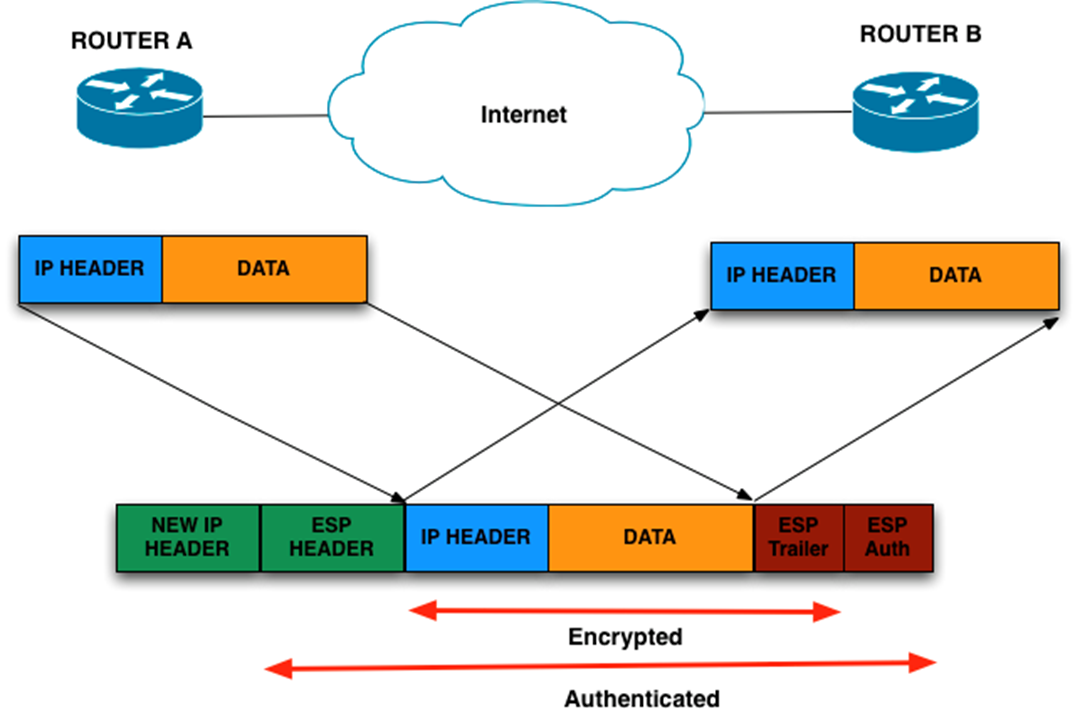 ROUTER A
ROUTER B
Internet
IP HEADER
DATA
IP HEADER
DATA
NEW IP
HEADER
ESP
HEADER
IP HEADER
DATA
ESP
Trailer
ESP
Auth
Encrypted
Authenticated